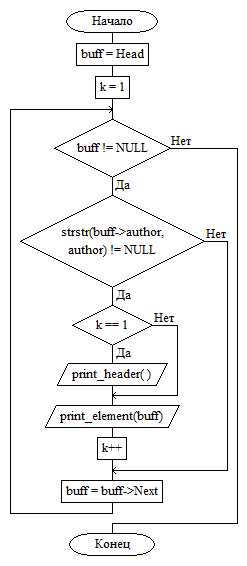 Начало
buff = Head
k = 1
buff != NULL
Нет
Да
strstr(buff->author,
author) != NULL
Нет
Да
k == 1
Нет
Да
print_header( )
print_element(buff)
k++
buff = buff->Next
Конец